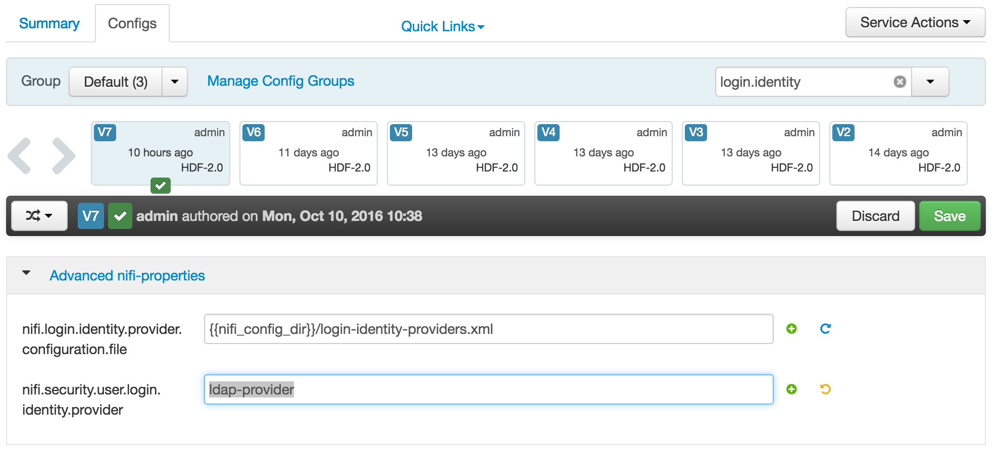 Summary
Configs
Quick Links
Service Actions
Group
Default (3)
Manage Config Groups
login.identity
V7 admin
10 hours ago
HDF-2.0
V6 admin
11 days ago
HDF-2.0
V5 admin
13 days ago
HDF-2.0
V4 admin
13 days ago
HDF-2.0
V3 admin
13 days ago
HDF-2.0
V2 admin
14 days ago
HDF-2.0
V7 admin authored on Mon, Oct 10, 2016 10:38
Discard
Save
Advanced nifi-properties
nifi.login.identity.provider.
configuration.file
{{nifi_config_dir}}/login-identity-providers.xml
nifi.security.user.login.
identity.provider
ldap-provider